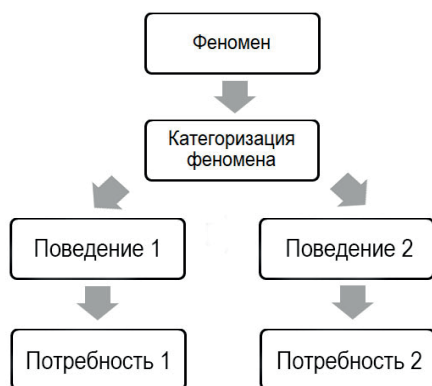 Феномен
Категоризация
феномена
Поведение 1
Поведение 2
Потребность 1
Потребность 2